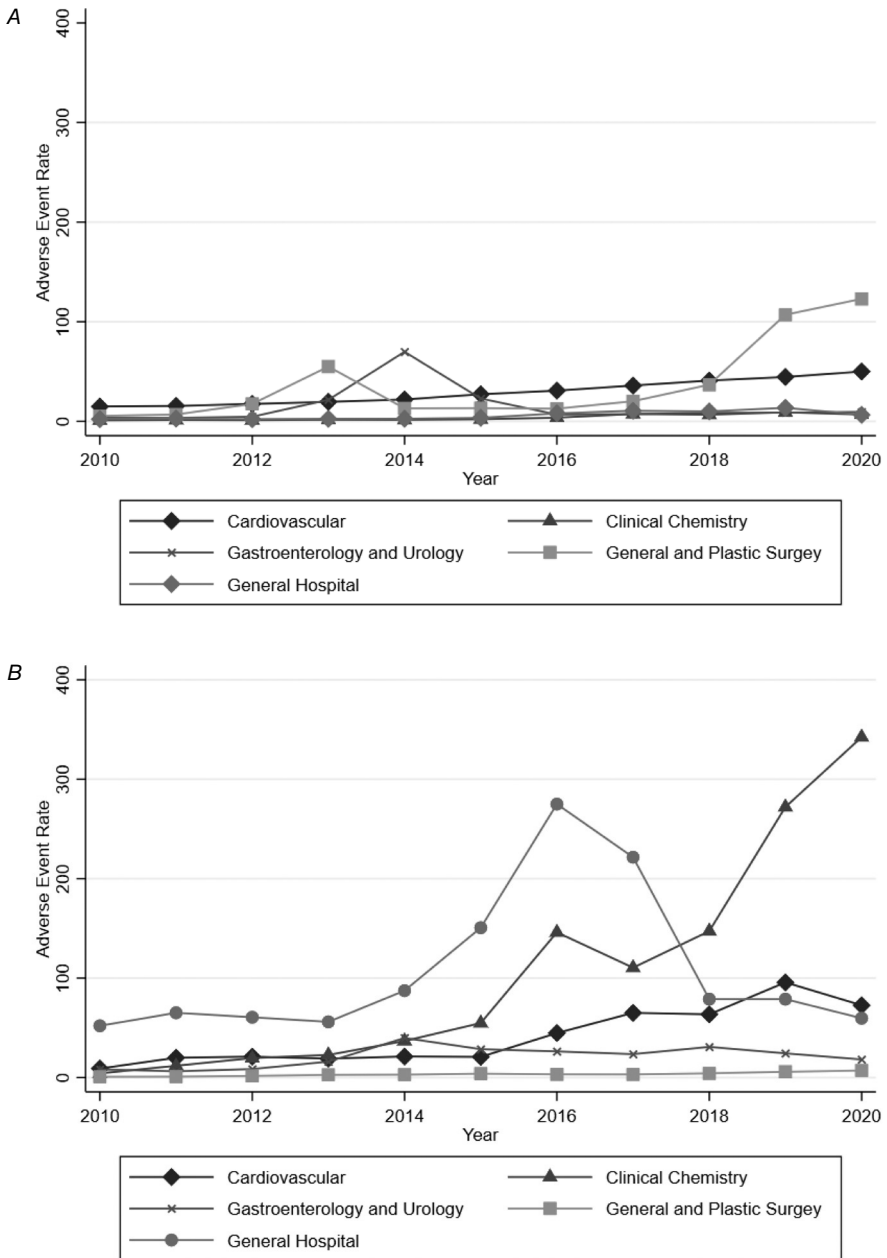 A
400
300
200
100
0
Adverse Event Rate
2010 2012 2014 2016 2018 2020
Year
Cardiovascular Clinical Chemistry
Gastroenterology and Urology General and Plastic Surgey
General Hospital
B
400
300
200
100
0
Adverse Event Rate
2010 2012 2014 2016 2018 2020
Year
Cardiovascular Clinical Chemistry
Gastroenterology and Urology General and Plastic Surgey
General Hospital